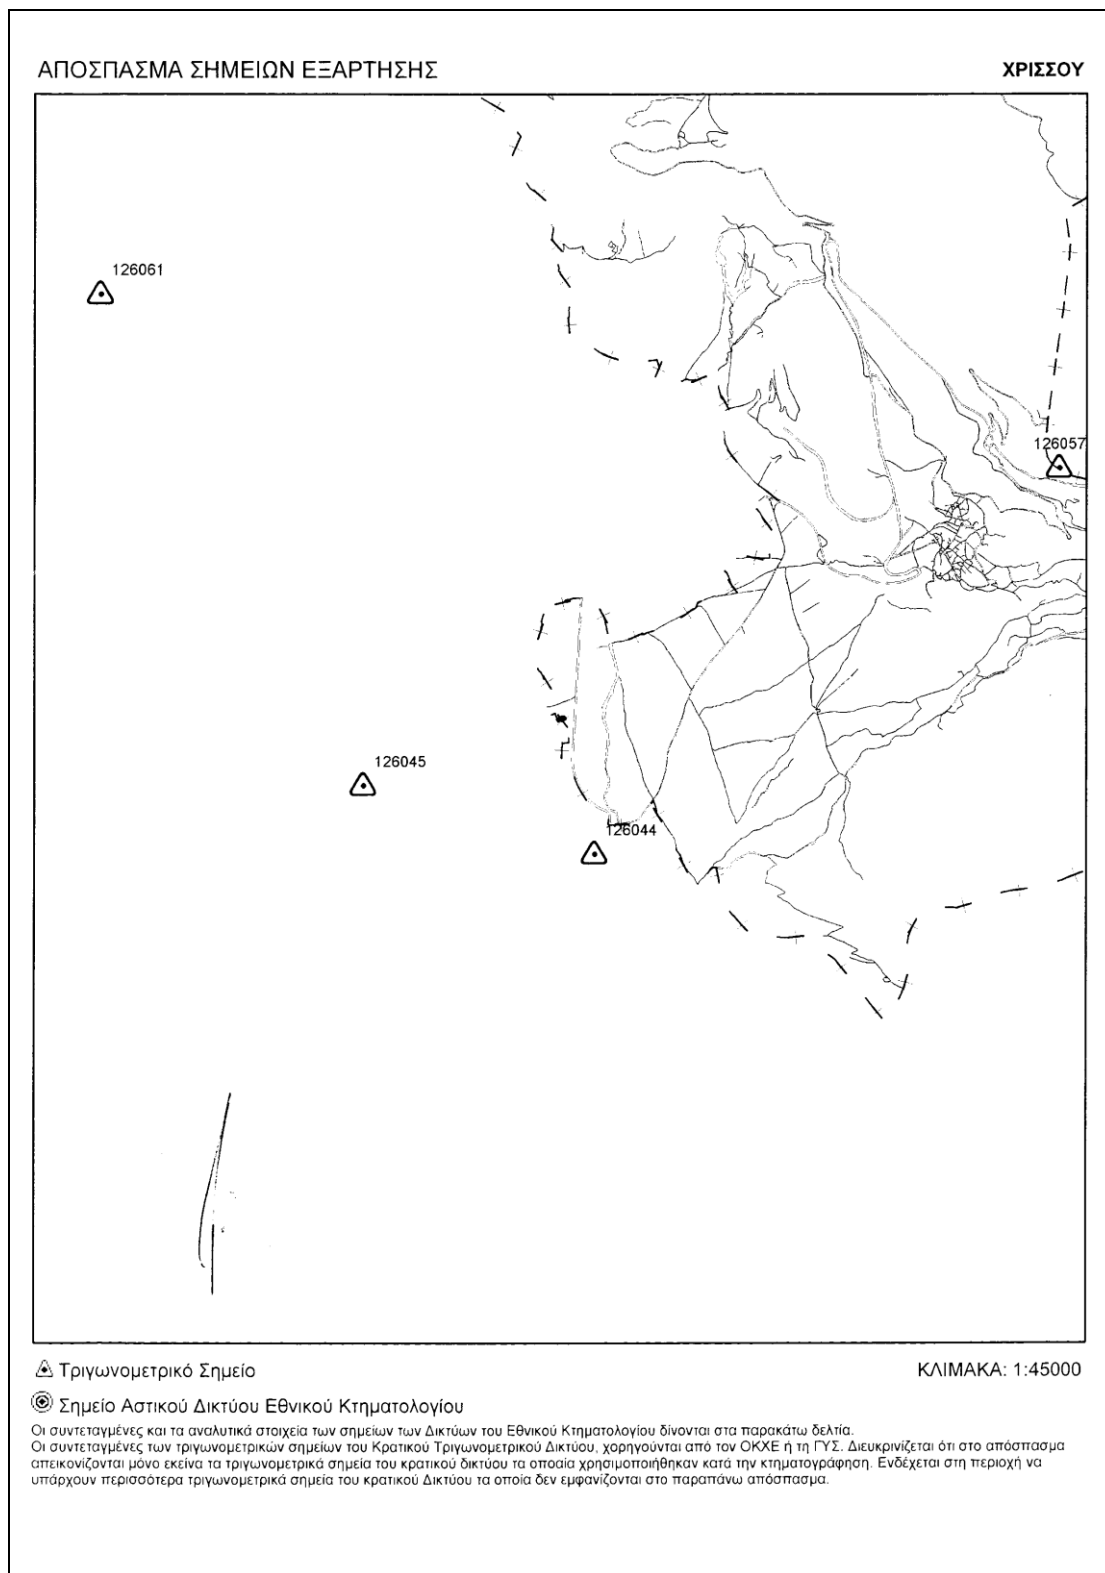 ΑΠΟΣΠΑΣΜΑ ΣΗΜΕΙΩΝ ΕΞΑΡΤΗΣΗΣ
ΧΡΙΣΣΟΥ
126061
126057
126045
126044
Τριγωνομετρικό Σημείο
ΚΛΙΜΑΚΑ: 1:45000
Σημείο Αστικού Δικτύου Εθνικού Κτηματολογίου
Οι συντεταγμένες και τα αναλυτικά στοιχεία των σημείων των Δικτύων του Εθνικού Κτηματολογίου δίνονται στα παρακάτω δελτία.
Οι συντεταγμένες των τριγωνομετρικών σημείων του Κρατικού Τριγωνομετρικού Δικτύου, χορηγούνται από τον ΟΚΧΕ ή τη ΓΥΣ. Διευκρινίζεται ότι στο απόσπασμα
απεικονίζονται μόνο εκείνα τα τριγωνομετρικά σημεία του κρατικού δικτύου τα οποαία χρησιμοποιήθηκαν κατά την κτηματογράφηση. Ενδέχεται στη περιοχή να
υπάρχουν περισσότερα τριγωνομετρικά σημεία του κρατικού Δικτύου τα οποία δεν εμφανίζονται στο παραπάνω απόσπασμα.